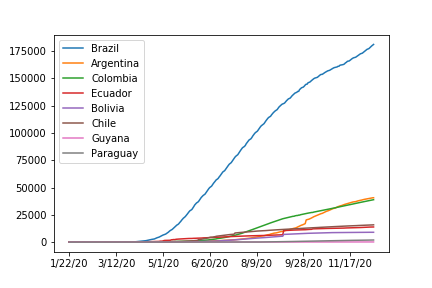 175000
150000
125000
100000
75000
50000
25000
0
Brazil
Argentina
Colombia
Ecuador
Bolivia
Chile
Guyana
Paraguay
1/22/20 3/12/20 5/1/20 6/20/20 8/9/20 9/28/20 11/17/20